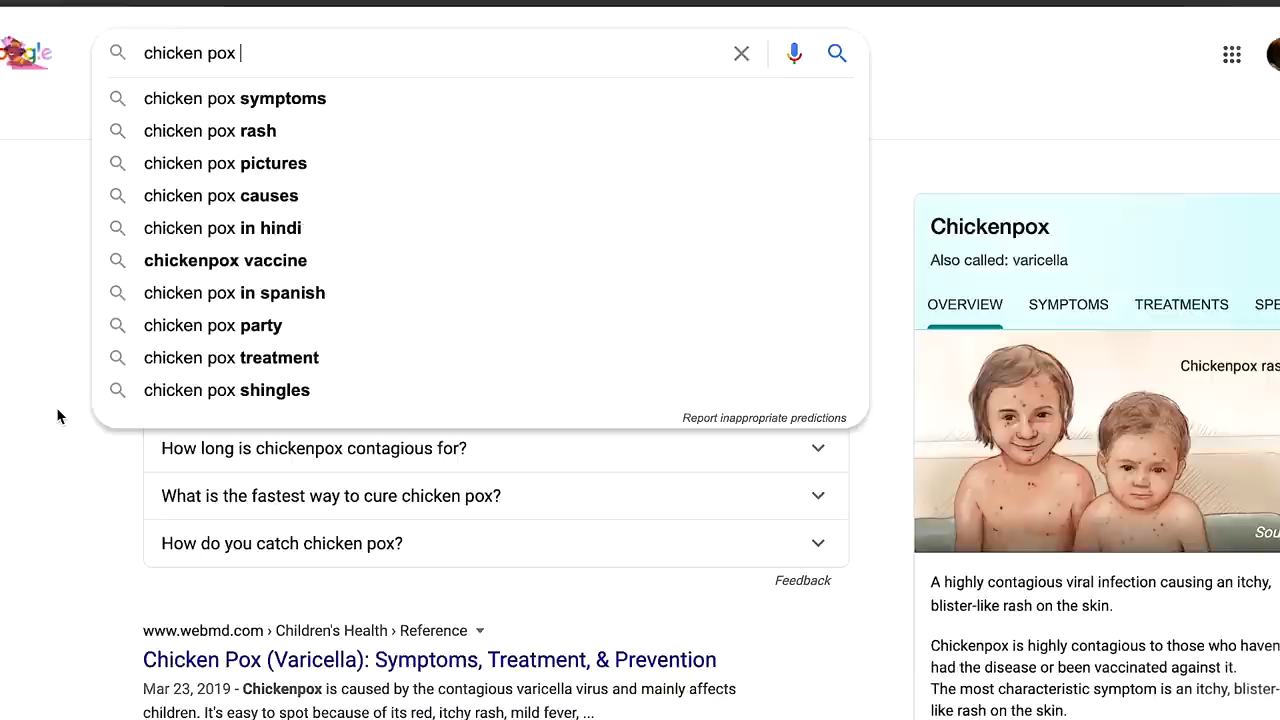 chicken pox
chicken pox symptoms
chicken pox rash
chicken pox pictures
chicken pox causes
chicken pox in hindi
chickenpox vaccine
chicken pox in spanish
chicken pox party
chicken pox treatment
chicken pox shingles
Report inappropriate predictions
How long is chickenpox contagious for?
What is the fastest way to cure chicken pox?
How do you catch chicken pox?
Feedback
www.webmd.com › Children's Health › Reference
Chicken Pox (Varicella): Symptoms, Treatment, & Prevention
Mar 23, 2019 - Chickenpox is caused by the contagious varicella virus and mainly affects
children. It's easy to spot because of its red, itchy rash, mild fever, ...
Chickenpox
Also called: varicella
OVERVIEW SYMPTOMS TREATMENTS SPE
Chickenpox ras
Sou
A highly contagious viral infection causing an itchy,
blister-like rash on the skin.
Chickenpox is highly contagious to those who haven
had the disease or been vaccinated against it.
The most characteristic symptom is an itchy, blister-
like rash on the skin.